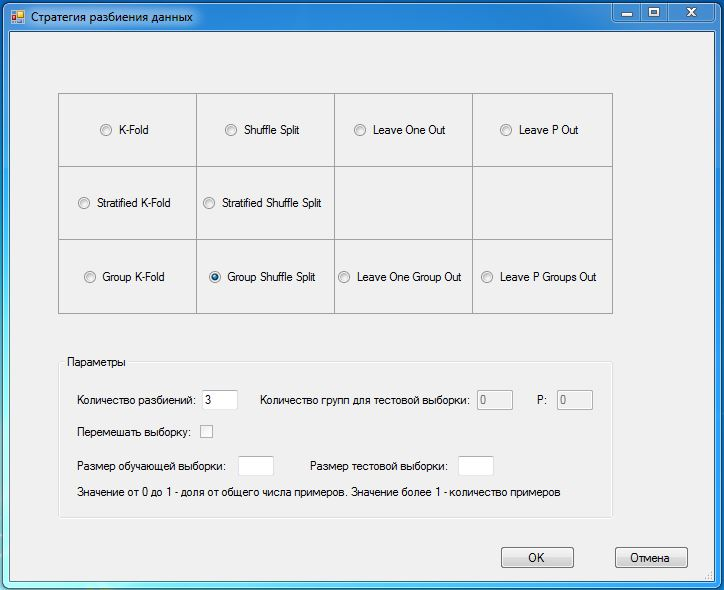 Стратегия разбиения данных
K-Fold
Shuffle Split
Leave One Out
Leave P Out
Stratified K-Fold
Stratified Shuffle Split
Group K-Fold
Group Shuffle Split
Leave One Group Out
Leave P Groups Out
Параметры
Количество разбиений: 3
Количество групп для тестовой выборки: 0
P: 0
Перемешать выборку:
Размер обучающей выборки:
Размер тестовой выборки:
Значение от 0 до 1 - доля от общего числа примеров. Значение более 1 - количество примеров
OK
Отмена